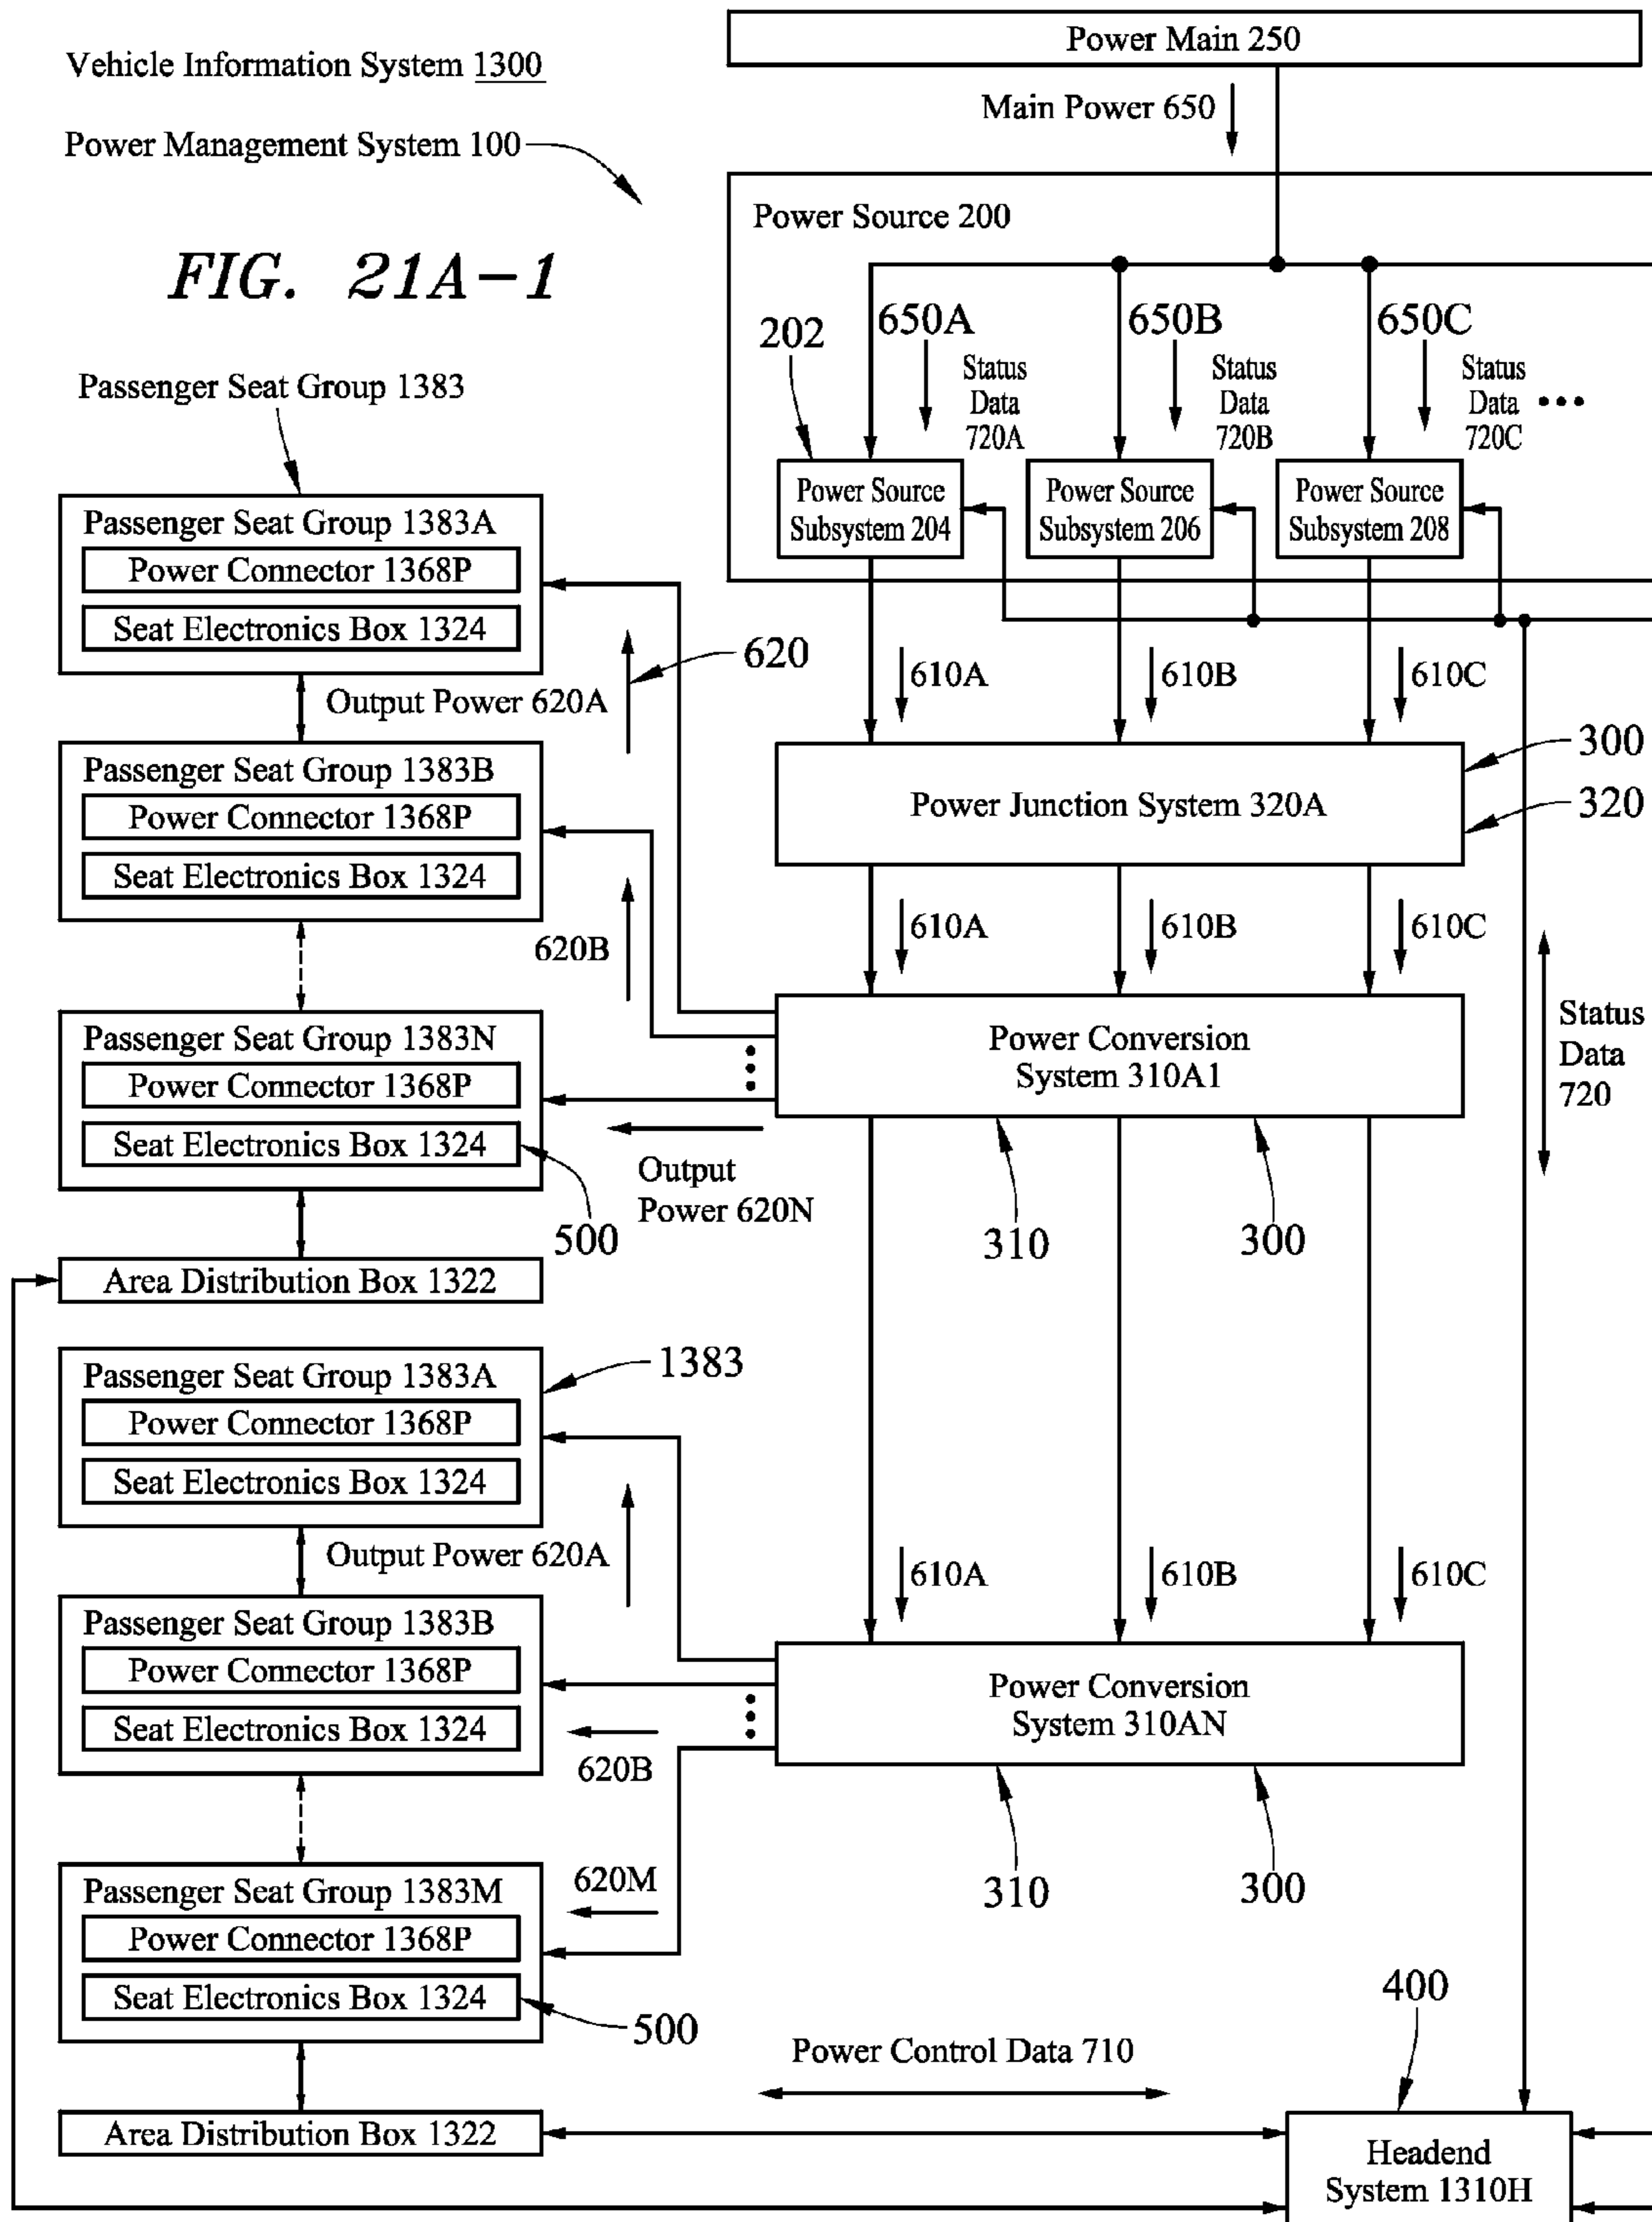 Power Main 250
Vehicle Information System 1300
Main Power 650
Power Management System 100
Power Source 200
FIG. 21A-1
650A
650B
650C
202
Status
Data
720A
Status
Data
720B
Status
Data
720C
Passenger Seat Group 1383
Power Source
Subsystem 204
Power Source
Subsystem 206
Power Source
Subsystem 208
Passenger Seat Group 1383A
Power Connector 1368P
Seat Electronics Box 1324
620
610A
610B
610C
Output Power 620A
300
Passenger Seat Group 1383B
Power Connector 1368P
Seat Electronics Box 1324
Power Junction System 320A
320
620B
610A
610B
610C
Passenger Seat Group 1383N
Power Connector 1368P
Seat Electronics Box 1324
Power Conversion
System 310A1
Status
Data
720
Output
Power 620N
500
310
300
Area Distribution Box 1322
1383
Passenger Seat Group 1383A
Power Connector 1368P
Seat Electronics Box 1324
Output Power 620A
610A
610B
610C
Passenger Seat Group 1383B
Power Connector 1368P
Seat Electronics Box 1324
Power Conversion
System 310AN
620B
620M
310
300
Passenger Seat Group 1383M
Power Connector 1368P
Seat Electronics Box 1324
500
400
Power Control Data 710
Area Distribution Box 1322
Headend
System 1310H